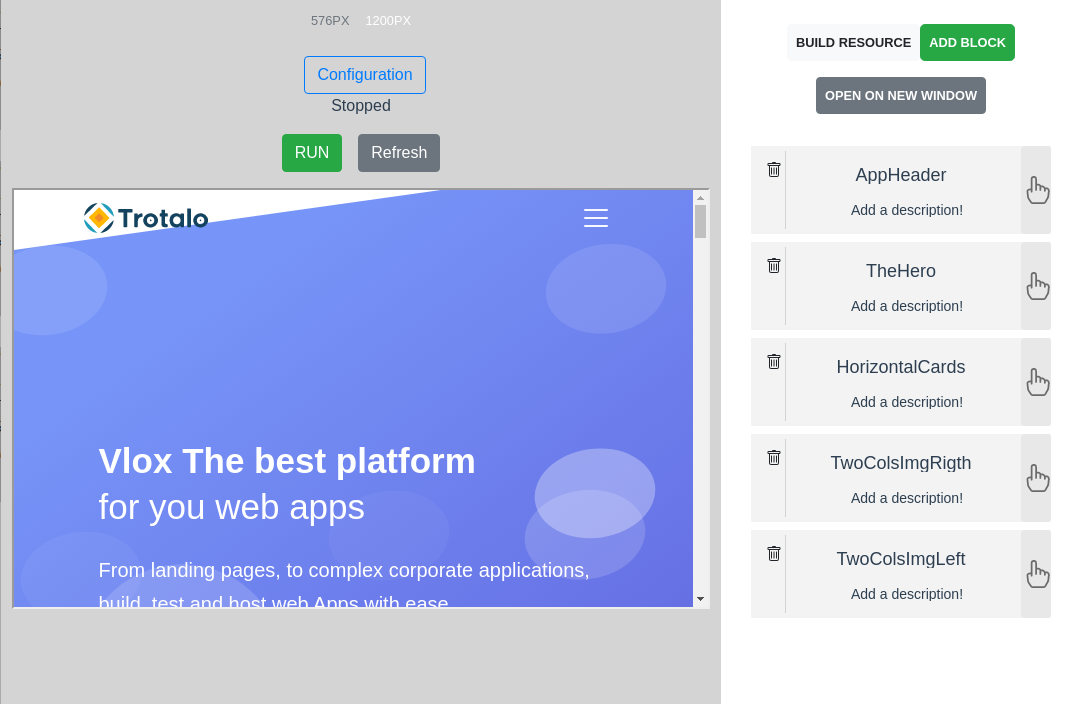 576PX 1200PX
Configuration
Stopped
RUN Refresh
Trotalo
Vlox The best platform
for you web apps
From landing pages, to complex corporate applications,
build, test and host web Apps with ease
BUILD RESOURCE ADD BLOCK
OPEN ON NEW WINDOW
AppHeader
Add a description!
TheHero
Add a description!
HorizontalCards
Add a description!
TwoColsImgRigth
Add a description!
TwoColsImgLeft
Add a description!